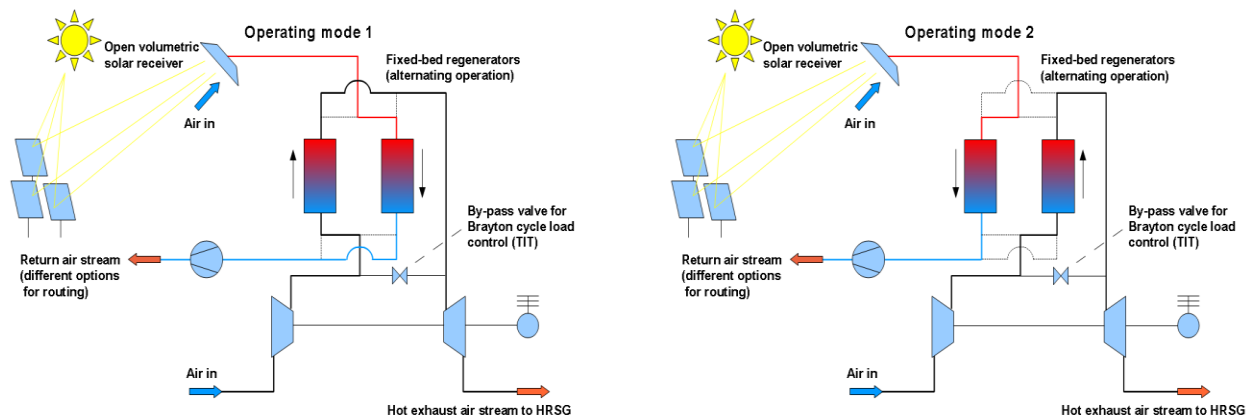 Operating mode 1
Open volumetric
solar receiver
Fixed-bed regenerators
(alternating operation)
Air in
By-pass valve for
Brayton cycle load
control (TIT)
Return air stream
(different options
for routing)
Air in
Hot exhaust air stream to HRSG
Operating mode 2
Open volumetric
solar receiver
Fixed-bed regenerators
(alternating operation)
Air in
By-pass valve for
Brayton cycle load
control (TIT)
Return air stream
(different options
for routing)
Air in
Hot exhaust air stream to HRSG